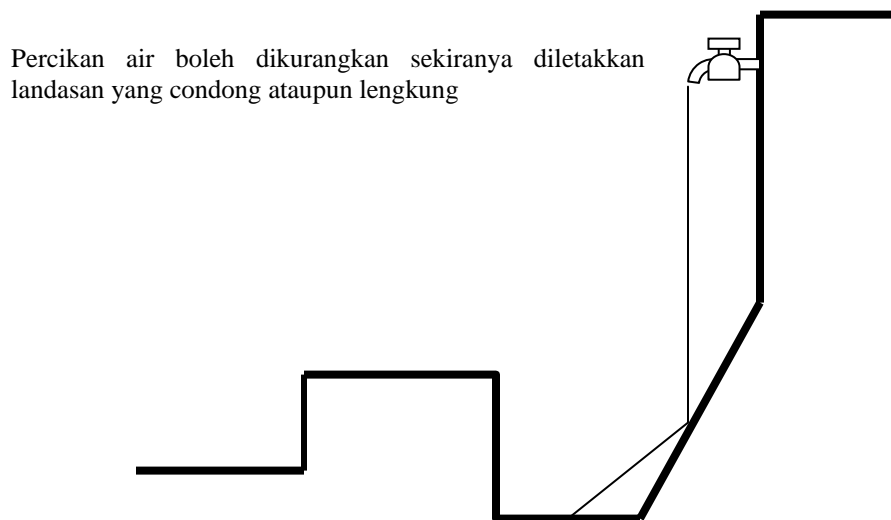 Percikan air boleh dikurangkan sekiranya diletakkan
landasan yang condong ataupun lengkung